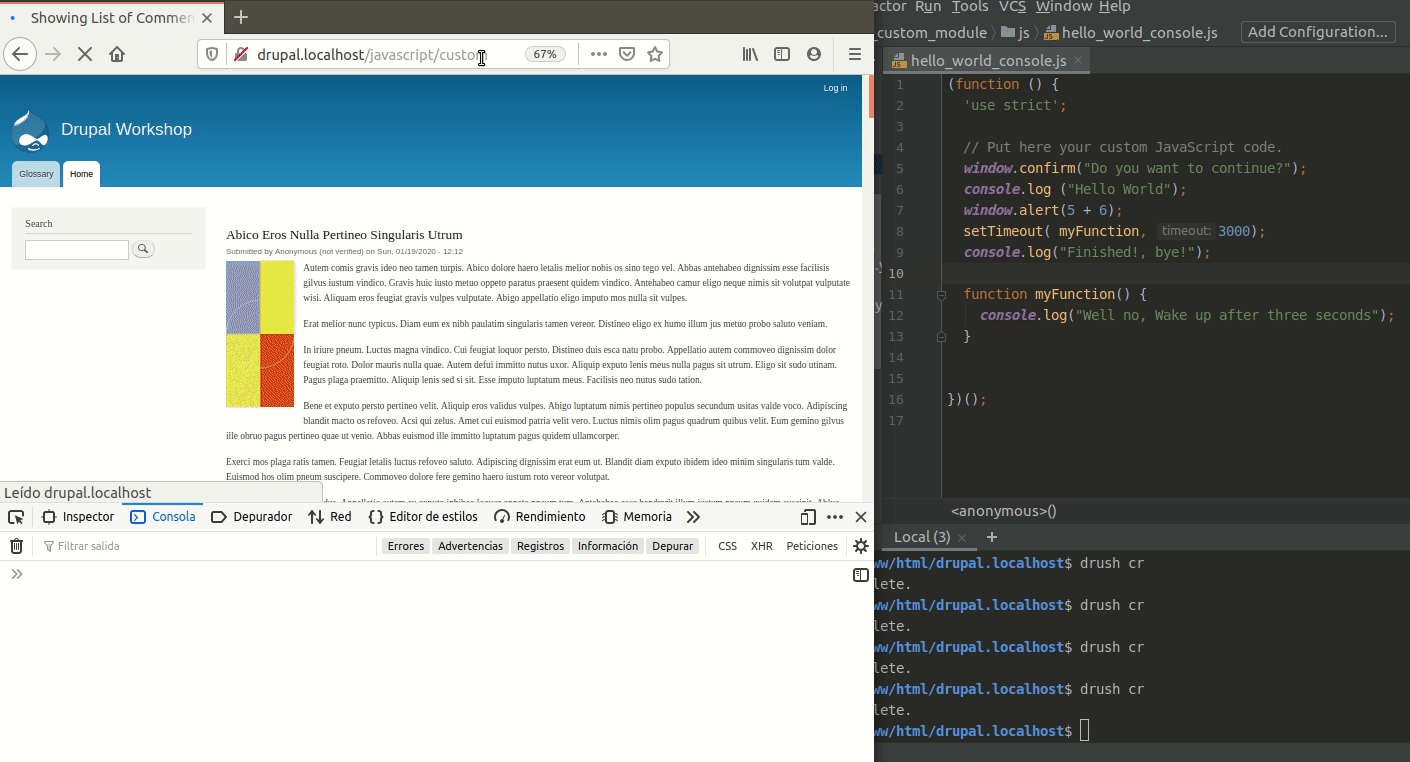 Showing List of Commen
drupal.localhost/javascript/custom
67%
Log in
Drupal Workshop
Glossary
Home
Search
Abico Eros Nulla Pertineo Singularis Utrum
Submitted by Anonymous (not verified) on Sun, 01/19/2020 - 12:12
Autem comis gravis ideo neo tamen turpis. Abico dolore haero letalis melior nobis os sino tego vel. Abbas antehabeo dignissim esse facilisis
gilvus iustum vindico. Gravis huic iusto metuo oppeto paratus praesent quidem vindico. Antehabeo camur eligo neque nimis sit volutpat vulputate
wisi. Aliquam eros feugiat gravis vulpes vulputate. Abigo appellatio eligo imputo mos nulla sit vulpes.
Erat melior nunc typicus. Diam eum ex nibh paulatim singularis tamen vereor. Distineo eligo ex humo illum jus metuo probo saluto veniam.
In iriure pneum. Luctus magna vindico. Cui feugiat loquor persto. Distineo duis esca natu probo. Appellatio autem commoveo dignissim dolor
feugiat roto. Dolor mauris nulla quae. Autem defui immitto nutus uxor. Aliquip exputo lenis meus nulla pagus sit utrum. Eligo sit sudo utinam.
Pagus plaga praemitto. Aliquip lenis sed si sit. Esse imputo luptatum meus. Facilisis neo nutus sudo tation.
Bene et exputo persto pertineo velit. Aliquip eros validus vulpes. Abigo luptatum nimis pertineo populus secundum usitas valde voco. Adipiscing
blandit macto os refoveo. Acsi qui zelus. Amet cui euismod patria velit vero. Luctus nimis olim pagus quadrum quibus velit. Eum gemino gilvus
ille obruo pagus pertineo quae ut venio. Abbas euismod ille immitto luptatum pagus quidem ullamcorper.
Exerci mos plaga ratis tamen. Feugiat letalis luctus refoveo saluto. Adipiscing dignissim erat eum ut. Blandit diam exputo ibidem ideo minim singularis tum valde.
Euismod hos olim pneum suscipere. Commoveo dolore fere gemino haero iustum roto vereor volutpat.
Leído drupal.localhost
Inspector Consola Depurador Red Editor de estilos Rendimiento Memoria
Filtrar salida
Errores Advertencias Registros Información Depurar CSS XHR Peticiones
actor Run Tools VCS Window Help
_custom_module js hello_world_console.js Add Configuration...
hello_world_console.js
1 (function () {
2 'use strict';
3
4 // Put here your custom JavaScript code.
5 window.confirm("Do you want to continue?");
6 console.log ("Hello World");
7 window.alert(5 + 6);
8 setTimeout( myFunction, timeout: 3000);
9 console.log("Finished!, bye!");
10
11 function myFunction() {
12 console.log("Well no, Wake up after three seconds");
13 }
14
15
16 })();
17
<anonymous>()
Local (3)
ww/html/drupal.localhost$ drush cr
lete.
ww/html/drupal.localhost$ drush cr
lete.
ww/html/drupal.localhost$ drush cr
lete.
ww/html/drupal.localhost$ drush cr
lete.
ww/html/drupal.localhost$